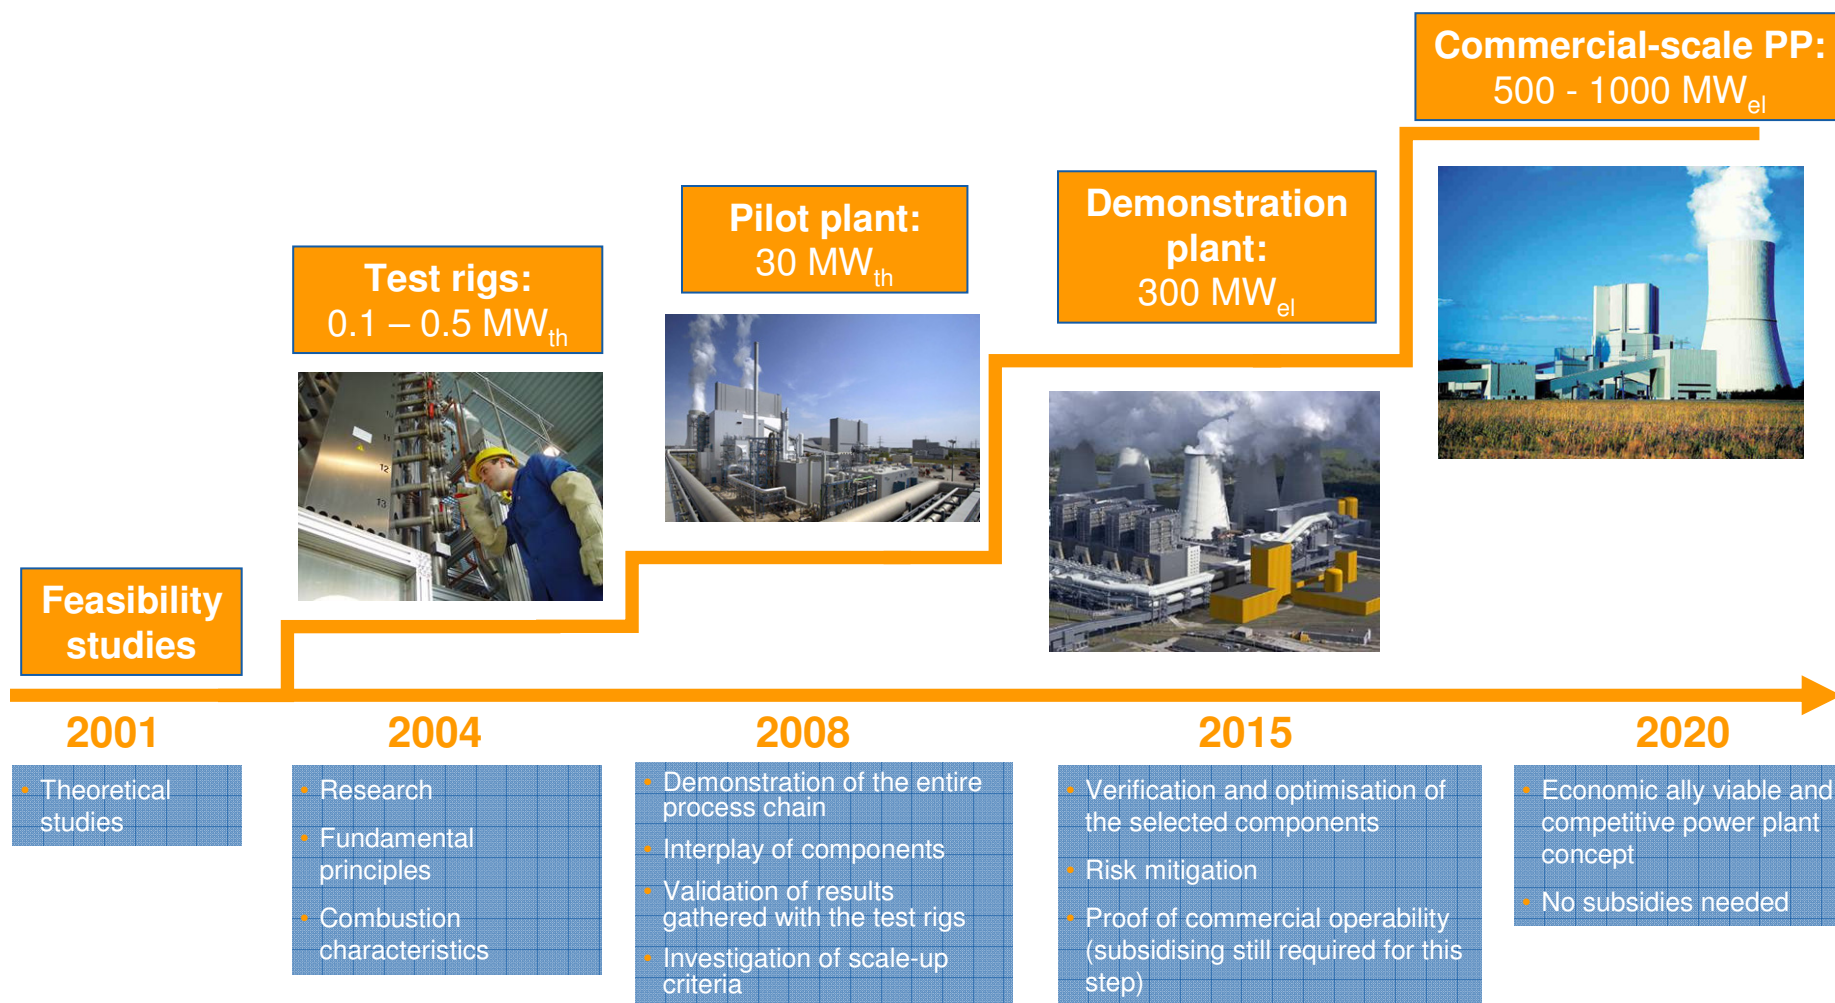 Commercial-scale PP:
500 - 1000 MWel
Demonstration
plant:
300 MWel
Pilot plant:
30 MWth
Test rigs:
0.1 – 0.5 MWth
Feasibility
studies
2001
2004
2008
2015
2020
• Theoretical
studies
• Research
• Fundamental
principles
• Combustion
characteristics
• Demonstration of the entire
process chain
• Interplay of components
• Validation of results
gathered with the test rigs
• Investigation of scale-up
criteria
• Verification and optimisation of
the selected components
• Risk mitigation
• Proof of commercial operability
(subsidising still required for this
step)
• Economic ally viable and
competitive power plant
concept
• No subsidies needed
11
12
13